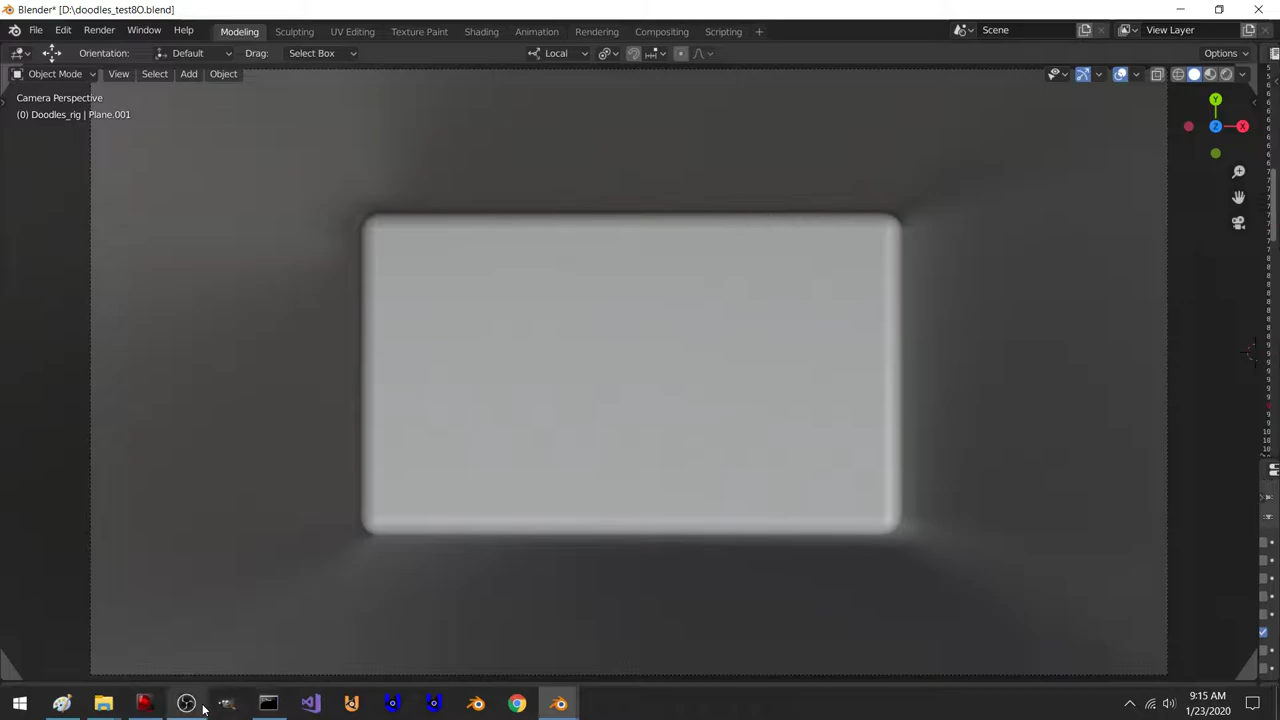 Blender* [D:\doodles_test8O.blend]
File Edit Render Window Help Modeling Sculpting UV Editing Texture Paint Shading Animation Rendering Compositing Scripting + Scene View Layer
Orientation: Default Drag: Select Box Local Options
Object Mode View Select Add Object
Camera Perspective
(0) Doodles_rig | Plane.001
Y
Z X
9:15 AM
1/23/2020